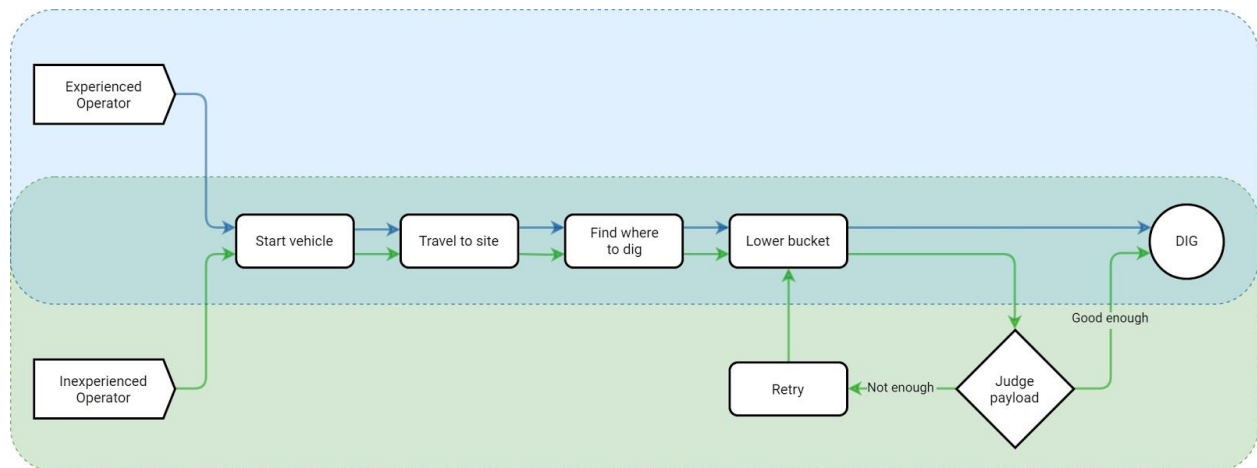 Experienced
Operator
Start vehicle
Travel to site
Find where
to dig
Lower bucket
DIG
Good enough
Inexperienced
Operator
Retry
Not enough
Judge
payload